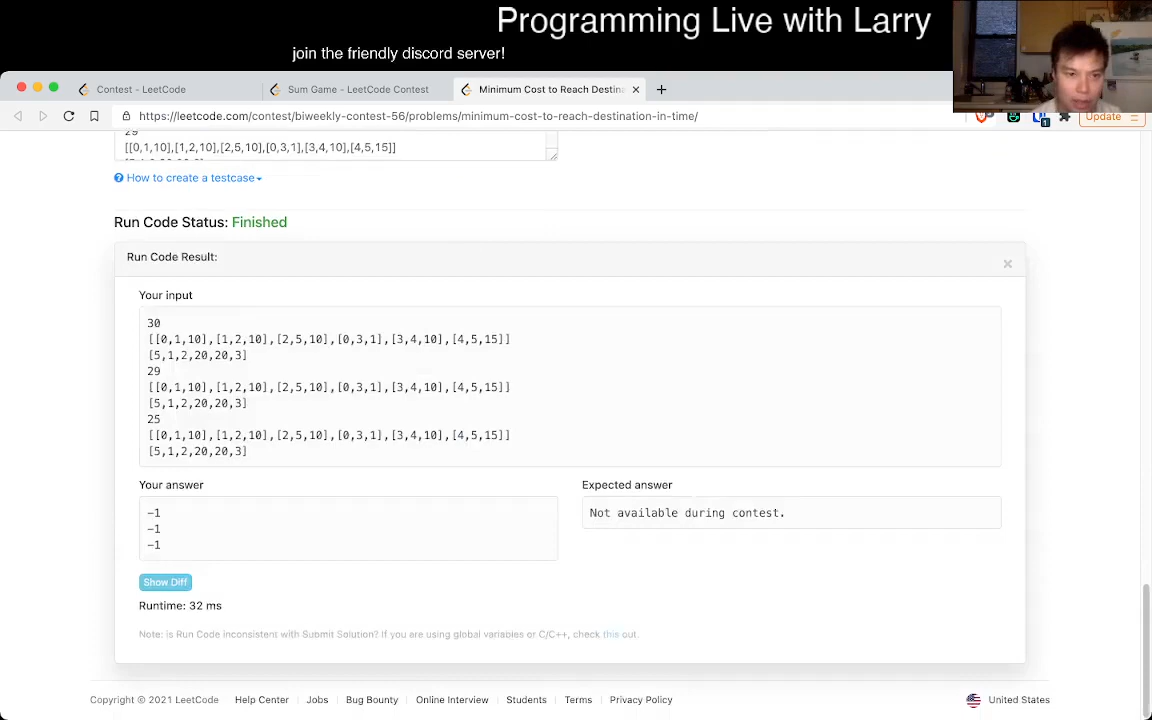 Programming Live with Larry
join the friendly discord server!
Contest - LeetCode
Sum Game - LeetCode Contest
Minimum Cost to Reach Destina
https://leetcode.com/contest/biweekly-contest-56/problems/minimum-cost-to-reach-destination-in-time/
Update
29
[[0,1,10],[1,2,10],[2,5,10],[0,3,1],[3,4,10],[4,5,15]]
How to create a testcase
Run Code Status: Finished
Run Code Result:
Your input
30
[[0,1,10],[1,2,10],[2,5,10],[0,3,1],[3,4,10],[4,5,15]]
[5,1,2,20,20,3]
29
[[0,1,10],[1,2,10],[2,5,10],[0,3,1],[3,4,10],[4,5,15]]
[5,1,2,20,20,3]
25
[[0,1,10],[1,2,10],[2,5,10],[0,3,1],[3,4,10],[4,5,15]]
[5,1,2,20,20,3]
Your answer
-1
-1
-1
Expected answer
Not available during contest.
Show Diff
Runtime: 32 ms
Note: is Run Code inconsistent with Submit Solution? If you are using global variables or C/C++, check this out.
Copyright © 2021 LeetCode
Help Center
Jobs
Bug Bounty
Online Interview
Students
Terms
Privacy Policy
United States